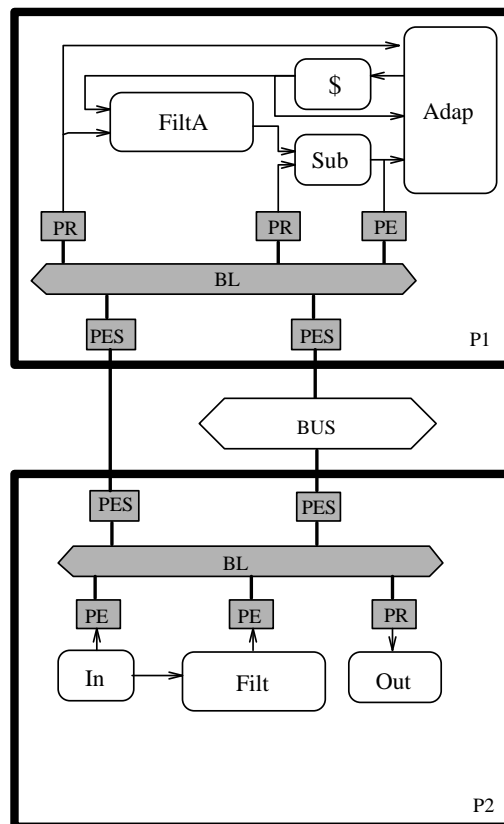 $
FiltA
Adap
Sub
PR
PR
PE
BL
PES
PES
P1
BUS
PES
PES
BL
PE
PE
PR
In
Filt
Out
P2